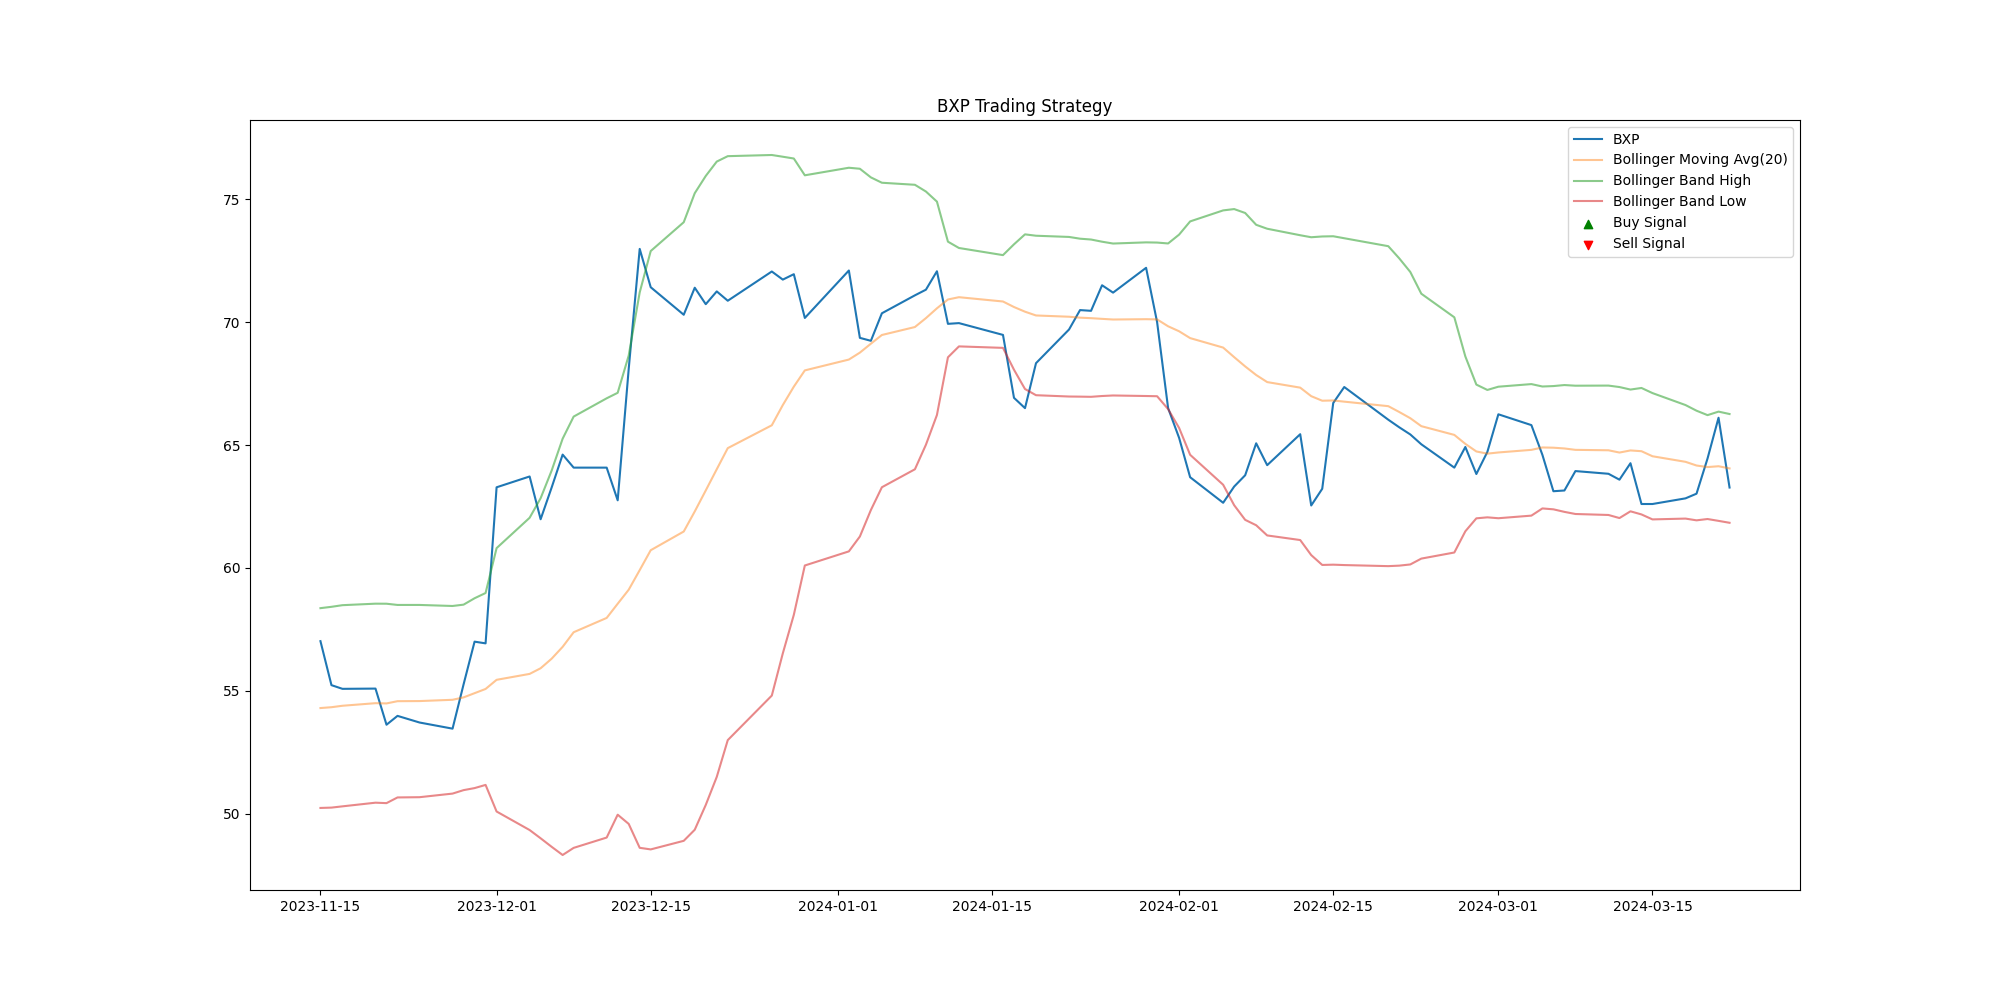 BXP Trading Strategy
BXP
Bollinger Moving Avg(20)
Bollinger Band High
Bollinger Band Low
Buy Signal
Sell Signal
75
70
65
60
55
50
2023-11-15 2023-12-01 2023-12-15 2024-01-01 2024-01-15 2024-02-01 2024-02-15 2024-03-01 2024-03-15